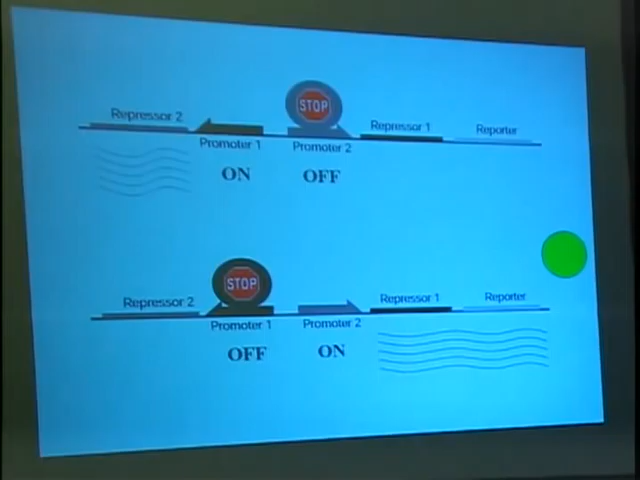 STOP
Repressor 2
Repressor 1
Reporter
Promoter 1
Promoter 2
ON
OFF
STOP
Repressor 2
Repressor 1
Reporter
Promoter 1
Promoter 2
OFF
ON